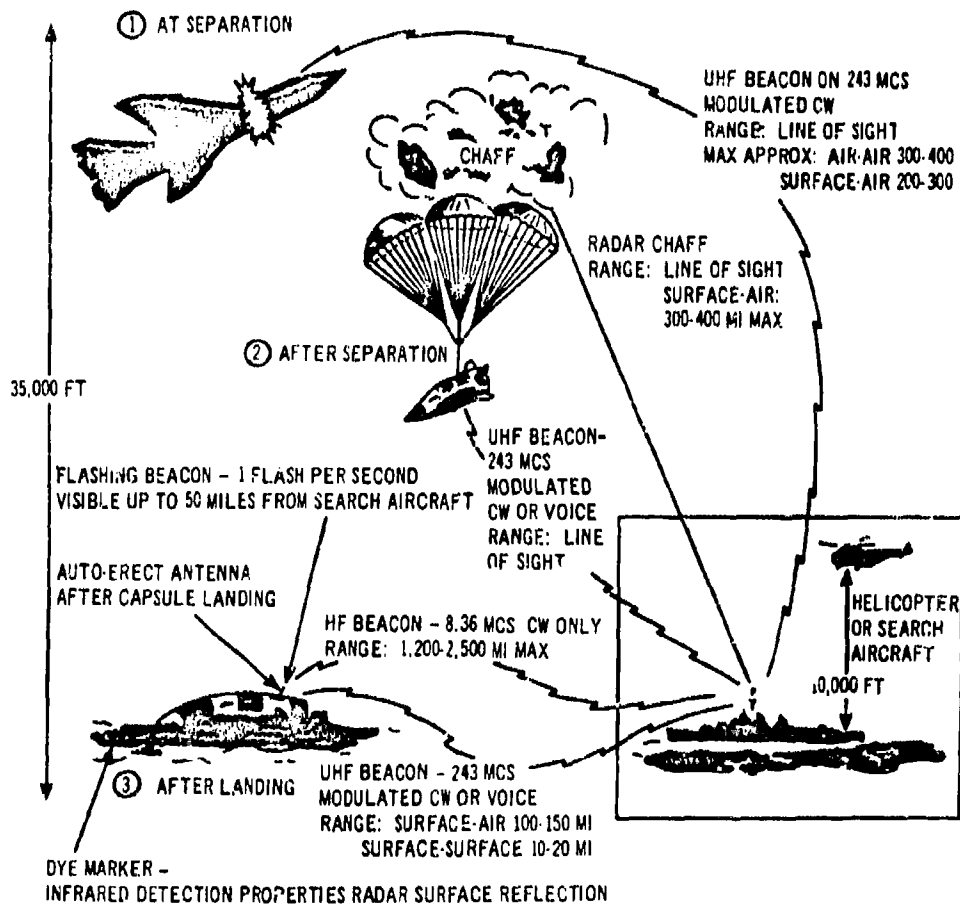 ① AT SEPARATION
UHF BEACON ON 243 MCS
MODULATED CW
RANGE: LINE OF SIGHT
MAX APPROX: AIR-AIR 300-400
SURFACE-AIR 200-300
CHAFF
RADAR CHAFF
RANGE: LINE OF SIGHT
SURFACE-AIR:
300-400 MI MAX
② AFTER SEPARATION
35,000 FT
UHF BEACON-
243 MCS
MODULATED
CW OR VOICE
RANGE: LINE
OF SIGHT
FLASHING BEACON - 1 FLASH PER SECOND
VISIBLE UP TO 50 MILES FROM SEARCH AIRCRAFT
AUTO-ERECT ANTENNA
AFTER CAPSULE LANDING
HF BEACON - 8.36 MCS CW ONLY
RANGE: 1,200-2,500 MI MAX
HELICOPTER
OR SEARCH
AIRCRAFT
10,000 FT
③ AFTER LANDING
UHF BEACON - 243 MCS
MODULATED CW OR VOICE
RANGE: SURFACE-AIR 100-150 MI
SURFACE-SURFACE 10-20 MI
DYE MARKER -
INFRARED DETECTION PROPERTIES RADAR SURFACE REFLECTION